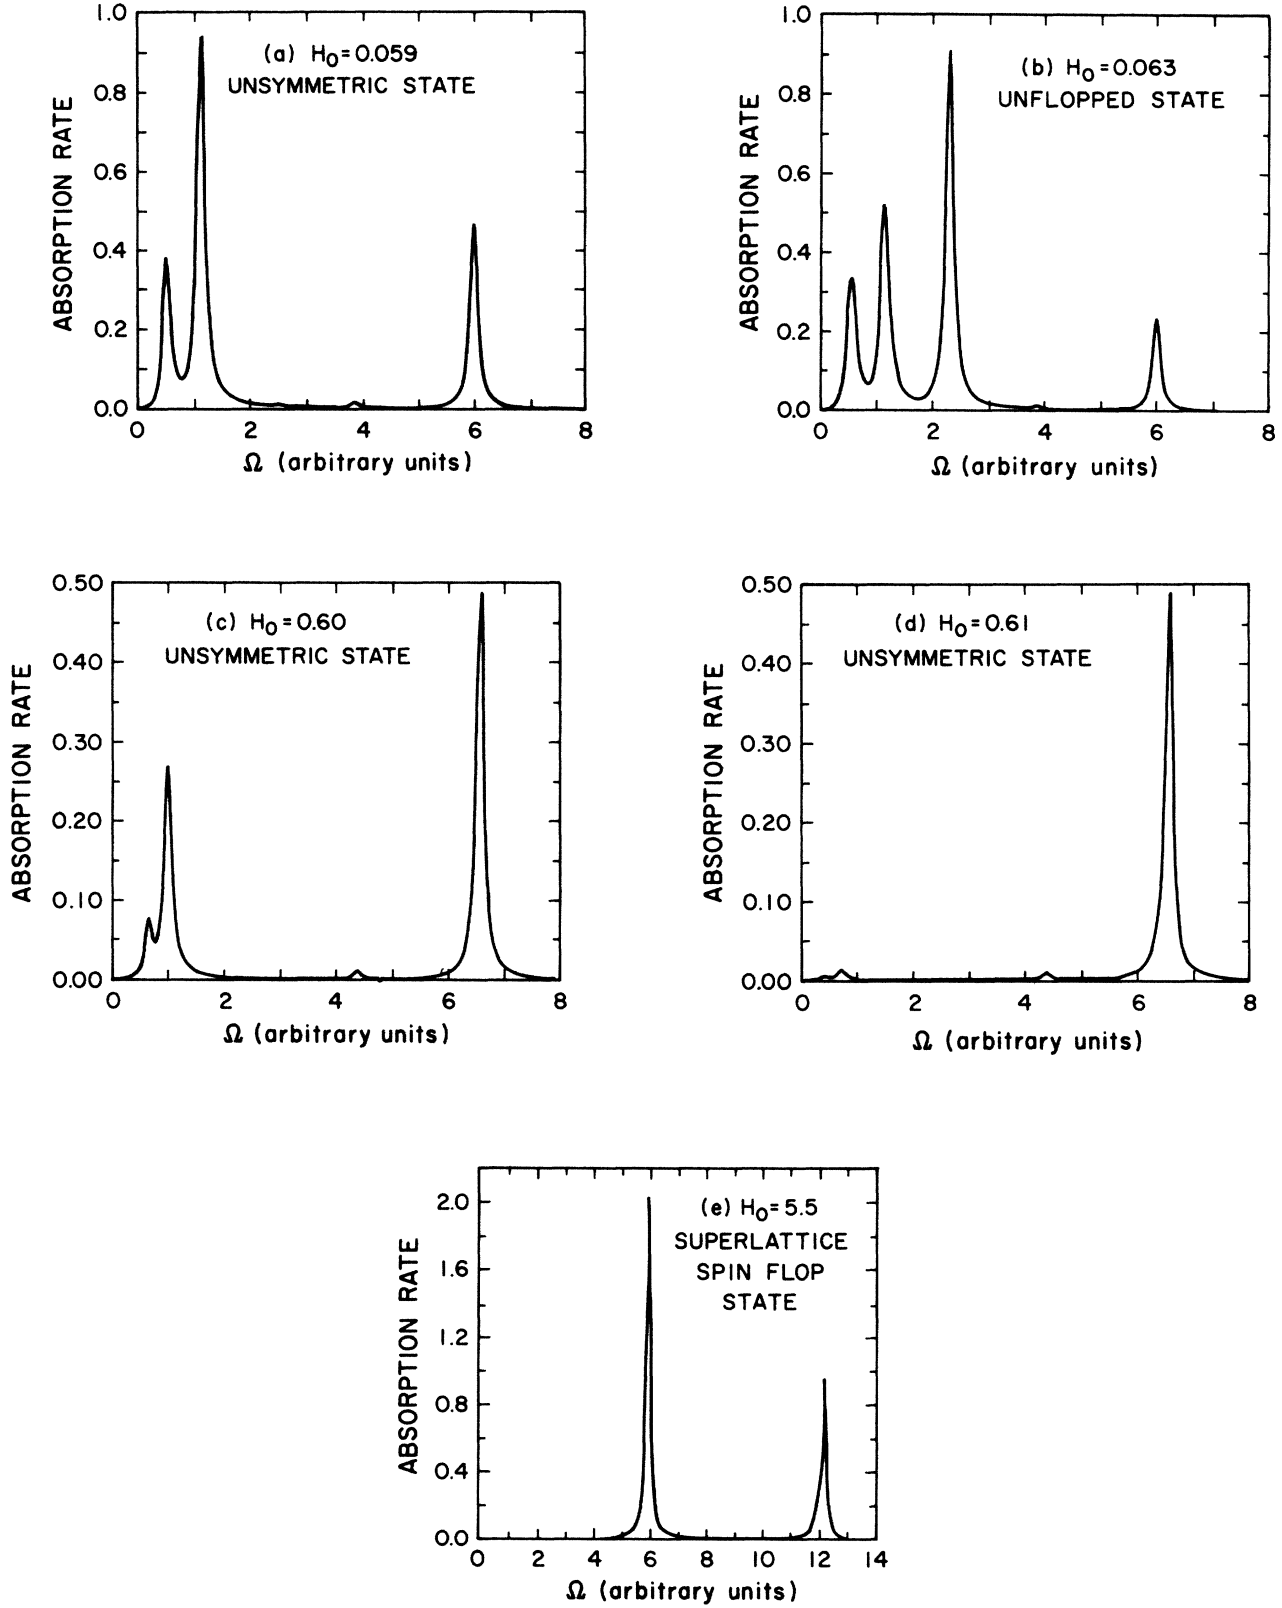 (a) H₀=0.059
UNSYMMETRIC STATE
ABSORPTION RATE
1.0
0.8
0.6
0.4
0.2
0.0
0 2 4 6 8
Ω (arbitrary units)
(b) H₀=0.063
UNFLOPPED STATE
ABSORPTION RATE
1.0
0.8
0.6
0.4
0.2
0.0
0 2 4 6 8
Ω (arbitrary units)
(c) H₀=0.60
UNSYMMETRIC STATE
ABSORPTION RATE
0.50
0.40
0.30
0.20
0.10
0.00
0 2 4 6 8
Ω (arbitrary units)
(d) H₀=0.61
UNSYMMETRIC STATE
ABSORPTION RATE
0.50
0.40
0.30
0.20
0.10
0.00
0 2 4 6 8
Ω (arbitrary units)
(e) H₀=5.5
SUPERLATTICE
SPIN FLOP
STATE
ABSORPTION RATE
2.0
1.6
1.2
0.8
0.4
0.0
0 2 4 6 8 10 12 14
Ω (arbitrary units)